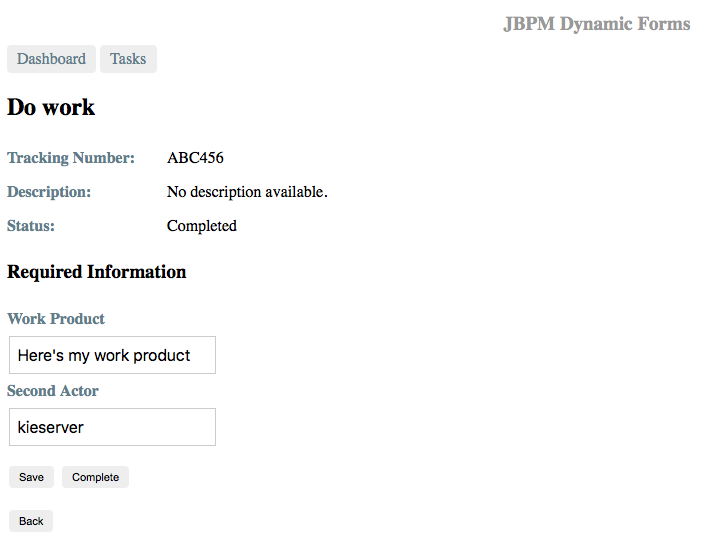 JBPM Dynamic Forms
Dashboard Tasks
Do work
Tracking Number: ABC456
Description: No description available.
Status: Completed
Required Information
Work Product
Here's my work product
Second Actor
kieserver
Save Complete
Back